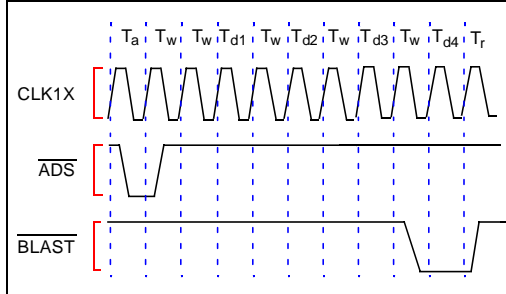 Ta Tw Tw Td1 Tw Td2 Tw Td3 Tw Td4 Tr
CLK1X
ADS
BLAST